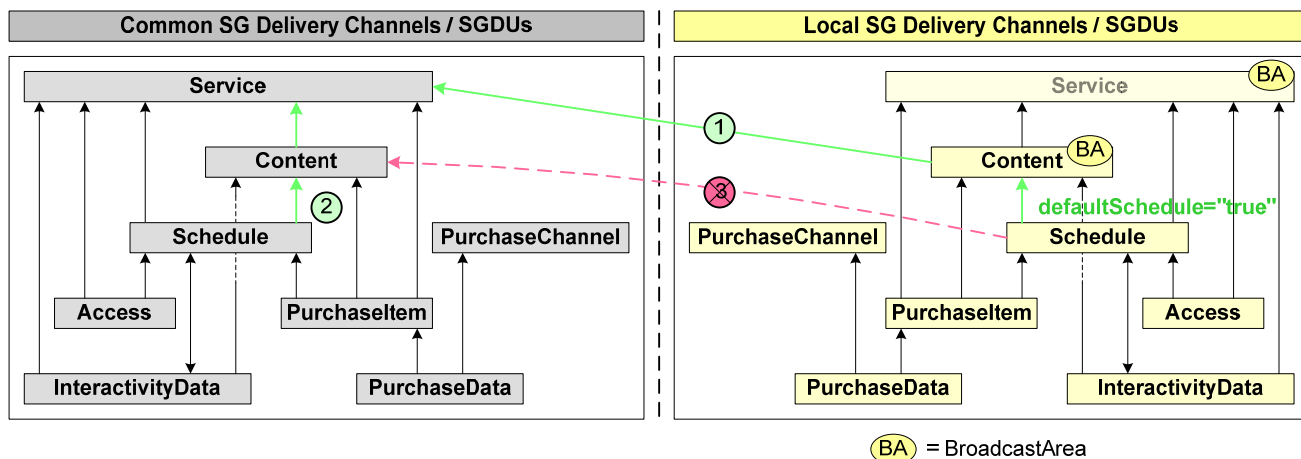 Common SG Delivery Channels / SGDUs
Local SG Delivery Channels / SGDUs
Service
Content
2
Schedule
PurchaseChannel
Access
PurchaseItem
InteractivityData
PurchaseData
1
3
BA
Service
BA
Content
defaultSchedule="true"
PurchaseChannel
Schedule
PurchaseItem
Access
PurchaseData
InteractivityData
BA = BroadcastArea